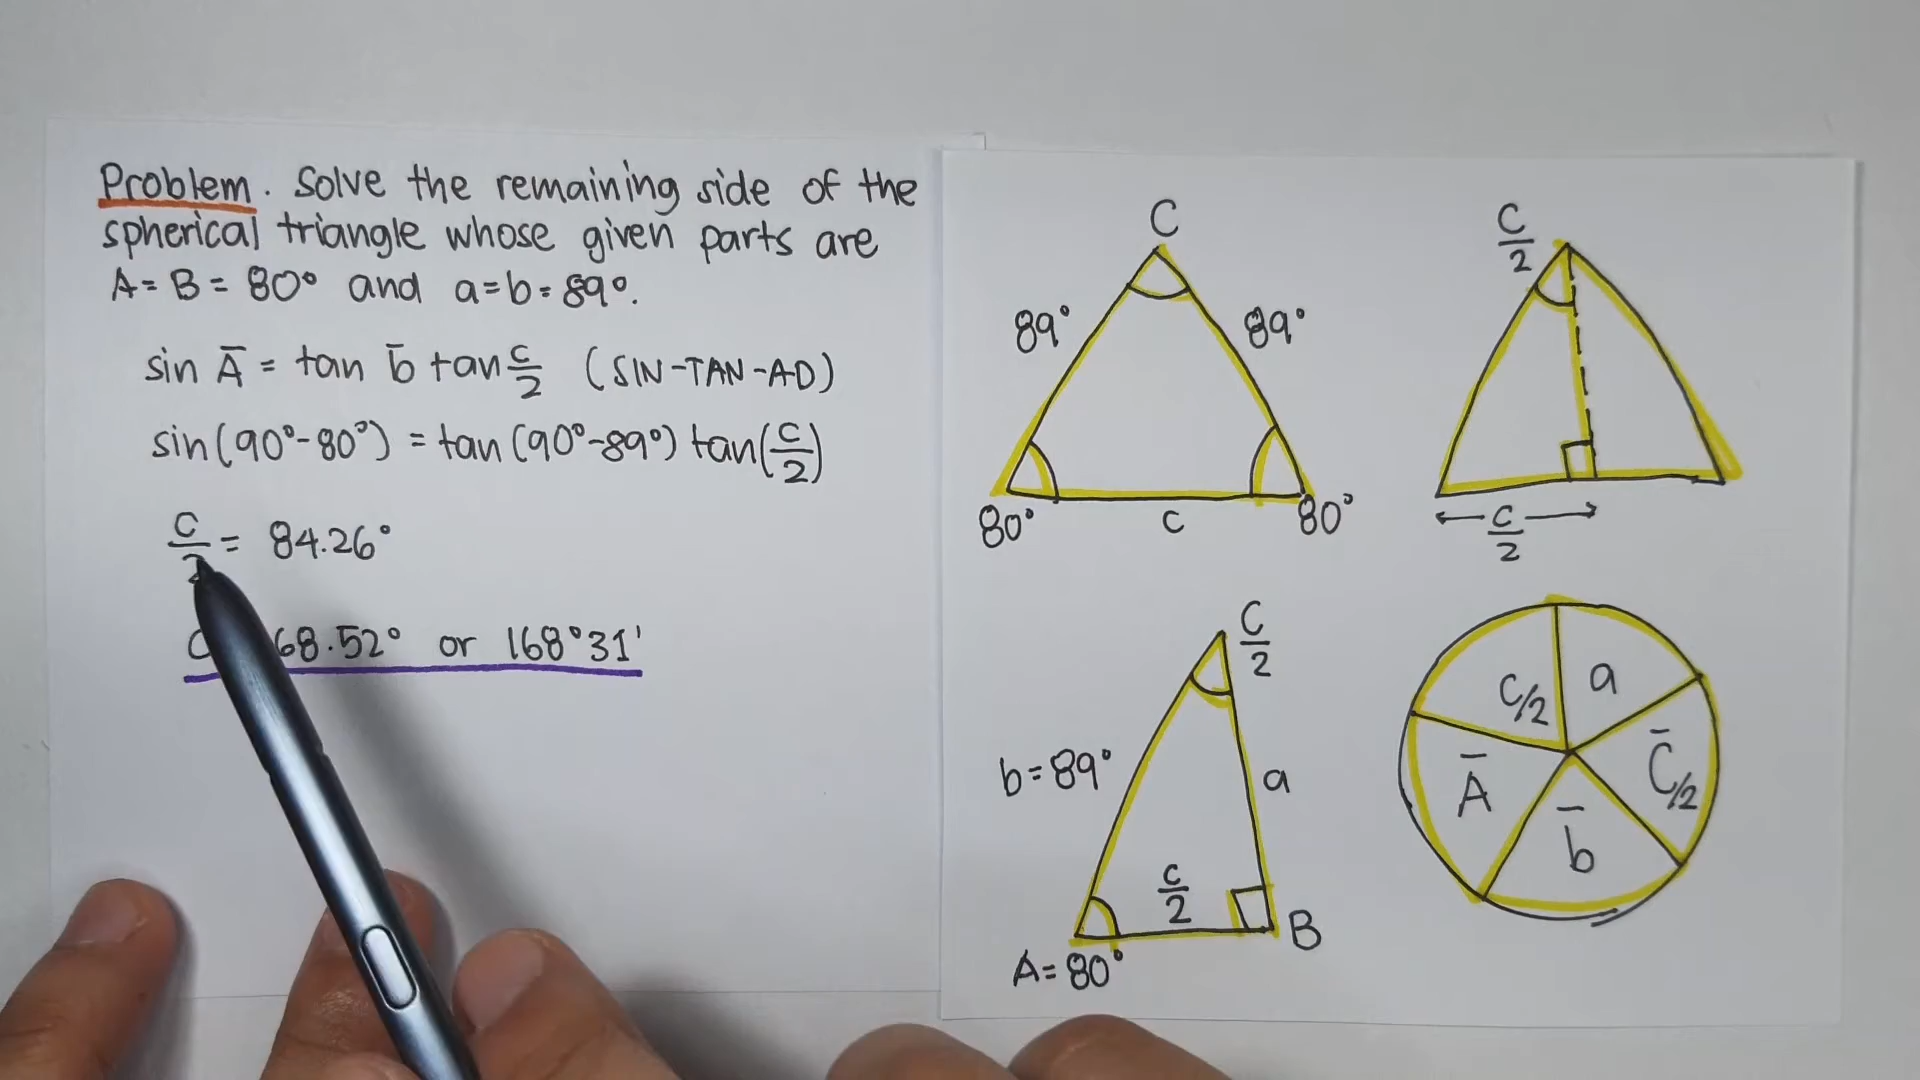 Problem. Solve the remaining side of the
spherical triangle whose given parts are
A = B = 80° and a = b = 89°.
sin A̅ = tan b̅ tan c/2 (SIN-TAN-AD)
sin(90°-80°) = tan(90°-89°) tan(c/2)
c/2 = 84.26°
68.52° or 168°31'
C
89°
89°
80°
c
80°
C/2
c/2
C/2
b=89°
a
c/2
B
A=80°
c/2
a
C̅/2
A̅
b̅